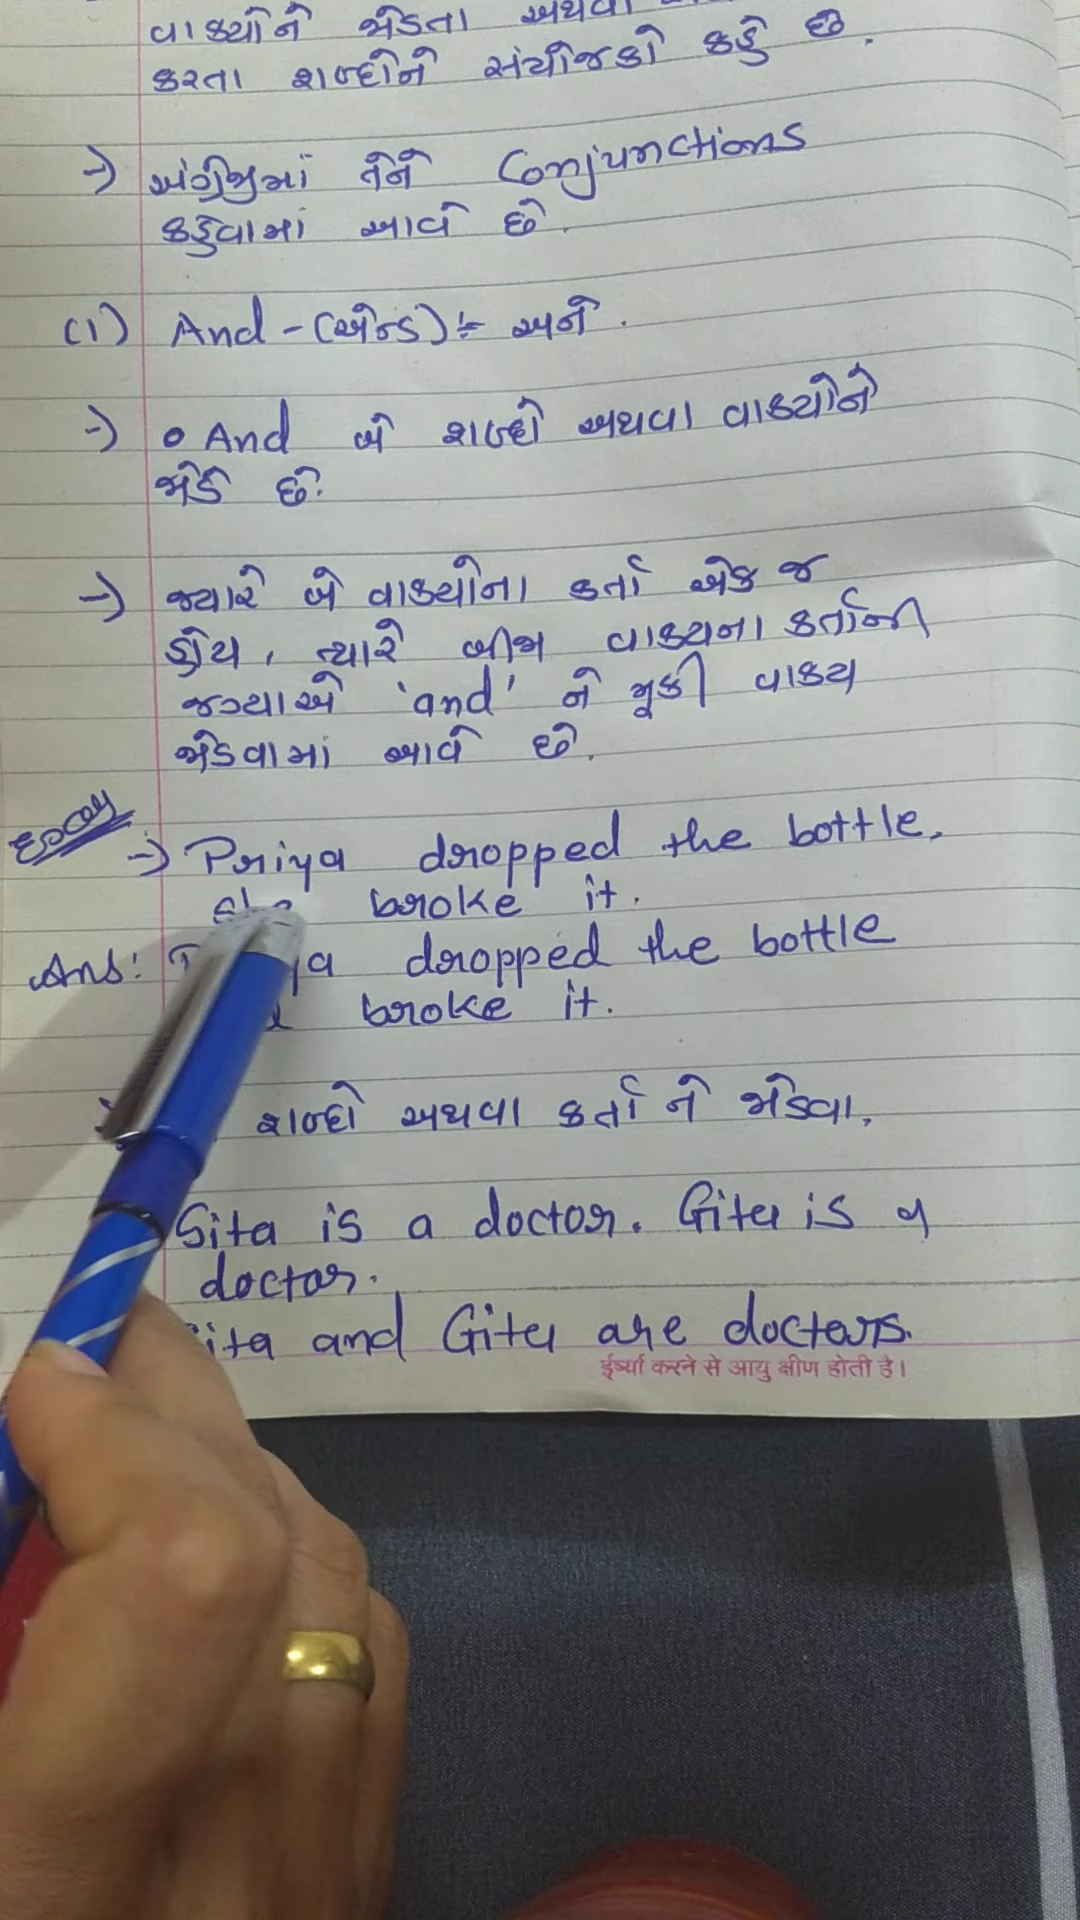 વાક્યોને જોડતા અથવા
કરતા શબ્દોને સંયોજકો કહે છે.
→ અંગ્રેજીમાં તેને Conjunctions
કહેવામાં આવે છે.
(1) And - (એન્ડ) := અને.
→ o And બે શબ્દો અથવા વાક્યોને
જોડે છે.
→ જ્યારે બે વાક્યોના કર્તા એક જ
હોય, ત્યારે બીજા વાક્યના કર્તાની
જગ્યાએ 'and' ને મૂકી વાક્ય
જોડવામાં આવે છે.
→ Priya dropped the bottle.
she broke it.
Ans: dropped the bottle
broke it.
શબ્દો અથવા કર્તા ને જોડવા.
Sita is a doctor. Gita is a
doctor.
Sita and Gita are doctors.
ईर्ष्या करने से आयु क्षीण होती है।